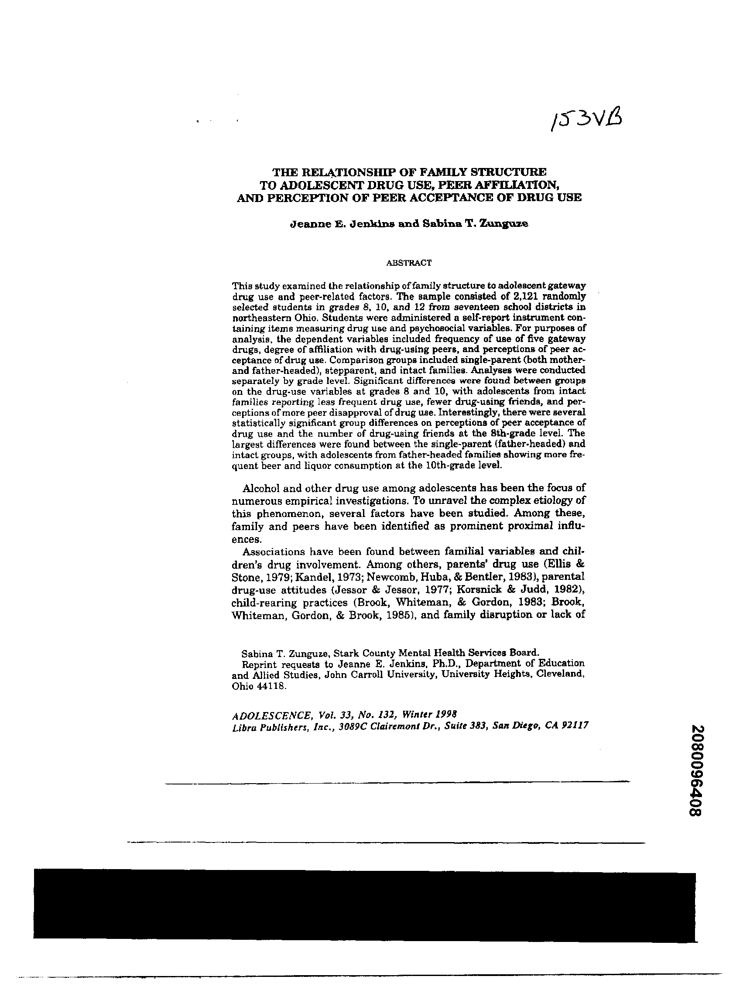 153VB
THE RELATIONSHIP OF FAMILY STRUCTURE
TO ADOLESCENT DRUG USE, PEER AFFILIATION,
AND PERCEPTION OF PEER ACCEPTANCE OF DRUG USE
Jeanne E. Jenkins and Sabina T. Zunguze
ABSTRACT
This study examined the relationship of family structure to adolescent gateway
drug use and peer-related factors. The sample consisted of 2,121 randomly
selected students in grades 8, 10, and 12 from seventeen school districts in
northeastern Ohio. Students were administered a self-report instrument con-
taining items measuring drug use and psychosocial variables. For purposes of
analysis, the dependent variables included frequency of use of five gateway
drugs, degree of affiliation with drug-using peers, and perceptions of peer ac-
ceptance of drug use. Comparison groups included single-parent (both mother-
and father-headed), stepparent, and intact families. Analyses were conducted
separately by grade level. Significant differences were found between groups
on the drug-use variables at grades 8 and 10, with adolescents from intact
families reporting less frequent drug use, fewer drug-using friends, and per-
ceptions of more peer disapproval of drug use. Interestingly, there were several
statistically significant group differences on perceptions of peer acceptance of
drug use and the number of drug-using friends at the 8th-grade level. The
largest differences were found between the single-parent (father-headed) and
intact groups, with adolescents from father-headed families showing more fre-
quent beer and liquor consumption at the 10th-grade level.
Alcohol and other drug use among adolescents has been the focus of
numerous empirical investigations. To unravel the complex etiology of
this phenomenon, several factors have been studied. Among these,
family and peers have been identified as prominent proximal influ-
ences.
Associations have been found between familial variables and chil-
dren's drug involvement. Among others, parents' drug use (Ellis &
Stone, 1979; Kandel, 1973; Newcomb, Huba, & Bentler, 1983), parental
drug-use attitudes (Jessor & Jessor, 1977; Korsnick & Judd, 1982),
child-rearing practices (Brook, Whiteman, & Gordon, 1983; Brook,
Whiteman, Gordon, & Brook, 1985), and family disruption or lack of
Sabina T. Zunguze, Stark County Mental Health Services Board.
Reprint requests to Jeanne E. Jenkins, Ph.D., Department of Education
and Allied Studies, John Carroll University, University Heights, Cleveland,
Ohio 44118.
ADOLESCENCE, Vol. 33, No. 132, Winter 1998
Libra Publishers, Inc., 3089C Clairemont Dr., Suite 383, San Diego, CA 92117
2080096408